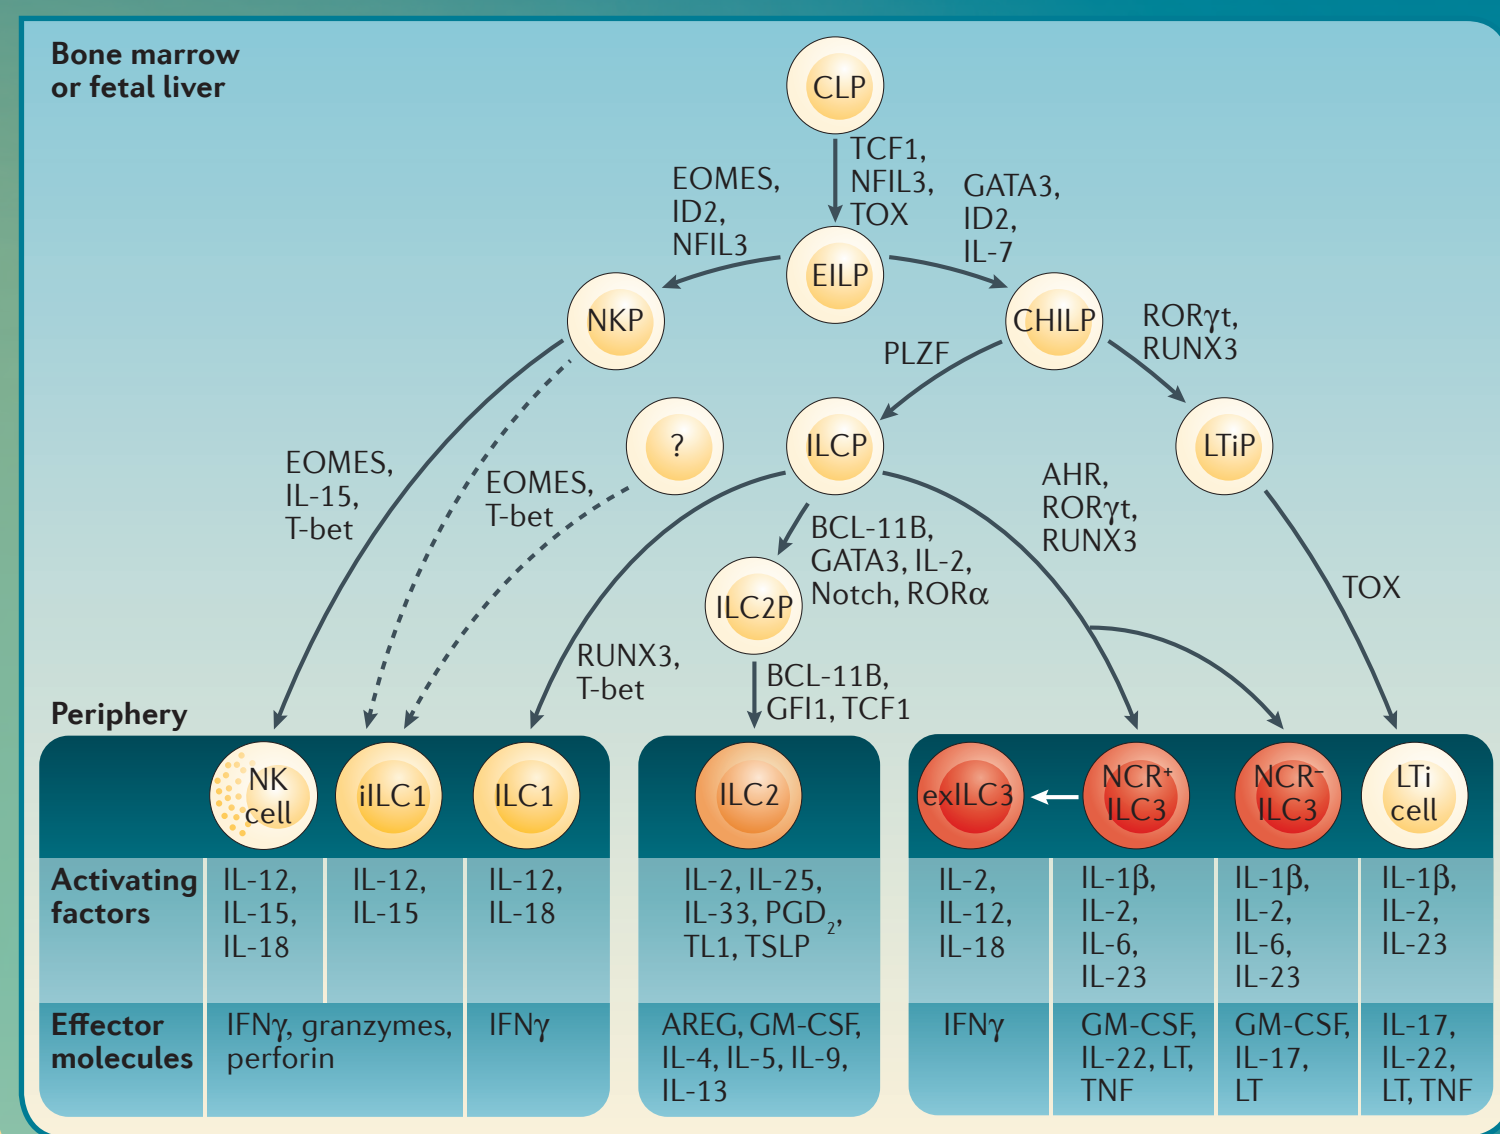 Bone marrow
or fetal liver
CLP
TCF1,
NFIL3,
TOX
EOMES,
ID2,
NFIL3
GATA3,
ID2,
IL-7
EILP
NKP
CHILP
PLZF
RORγt,
RUNX3
?
ILCP
LTiP
EOMES,
IL-15,
T-bet
EOMES,
T-bet
AHR,
RORγt,
RUNX3
BCL-11B,
GATA3, IL-2,
Notch, RORα
ILC2P
TOX
RUNX3,
T-bet
BCL-11B,
GFI1, TCF1
Periphery
NK
cell
iILC1
ILC1
ILC2
exILC3
NCR⁺
ILC3
NCR⁻
ILC3
LTi
cell
Activating
factors
IL-12,
IL-15,
IL-18
IL-12,
IL-15
IL-12,
IL-18
IL-2, IL-25,
IL-33, PGD₂,
TL1, TSLP
IL-2,
IL-12,
IL-18
IL-1β,
IL-2,
IL-6,
IL-23
IL-1β,
IL-2,
IL-6,
IL-23
IL-1β,
IL-2,
IL-23
Effector
molecules
IFNγ, granzymes,
perforin
IFNγ
AREG, GM-CSF,
IL-4, IL-5, IL-9,
IL-13
IFNγ
GM-CSF,
IL-22, LT,
TNF
GM-CSF,
IL-17,
LT
IL-17,
IL-22,
LT, TNF